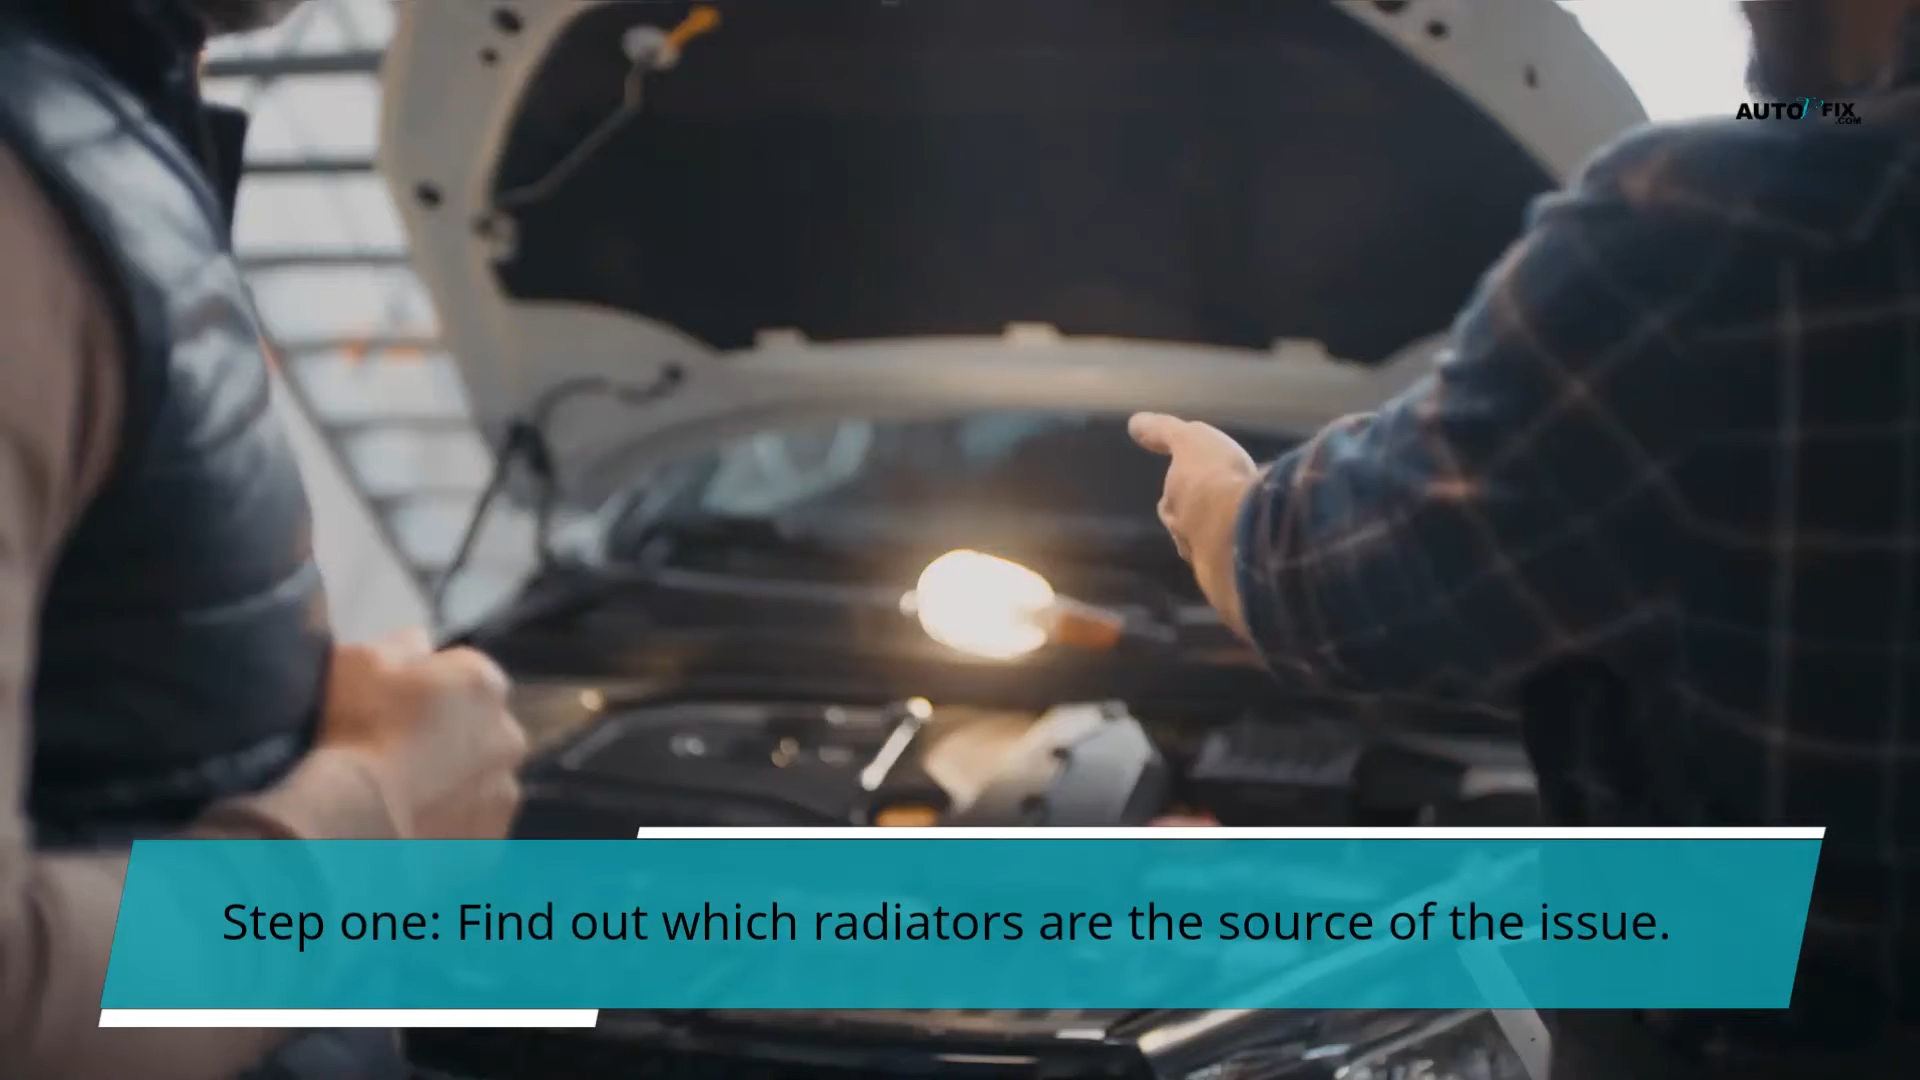 AUTO FIX
.COM
Step one: Find out which radiators are the source of the issue.